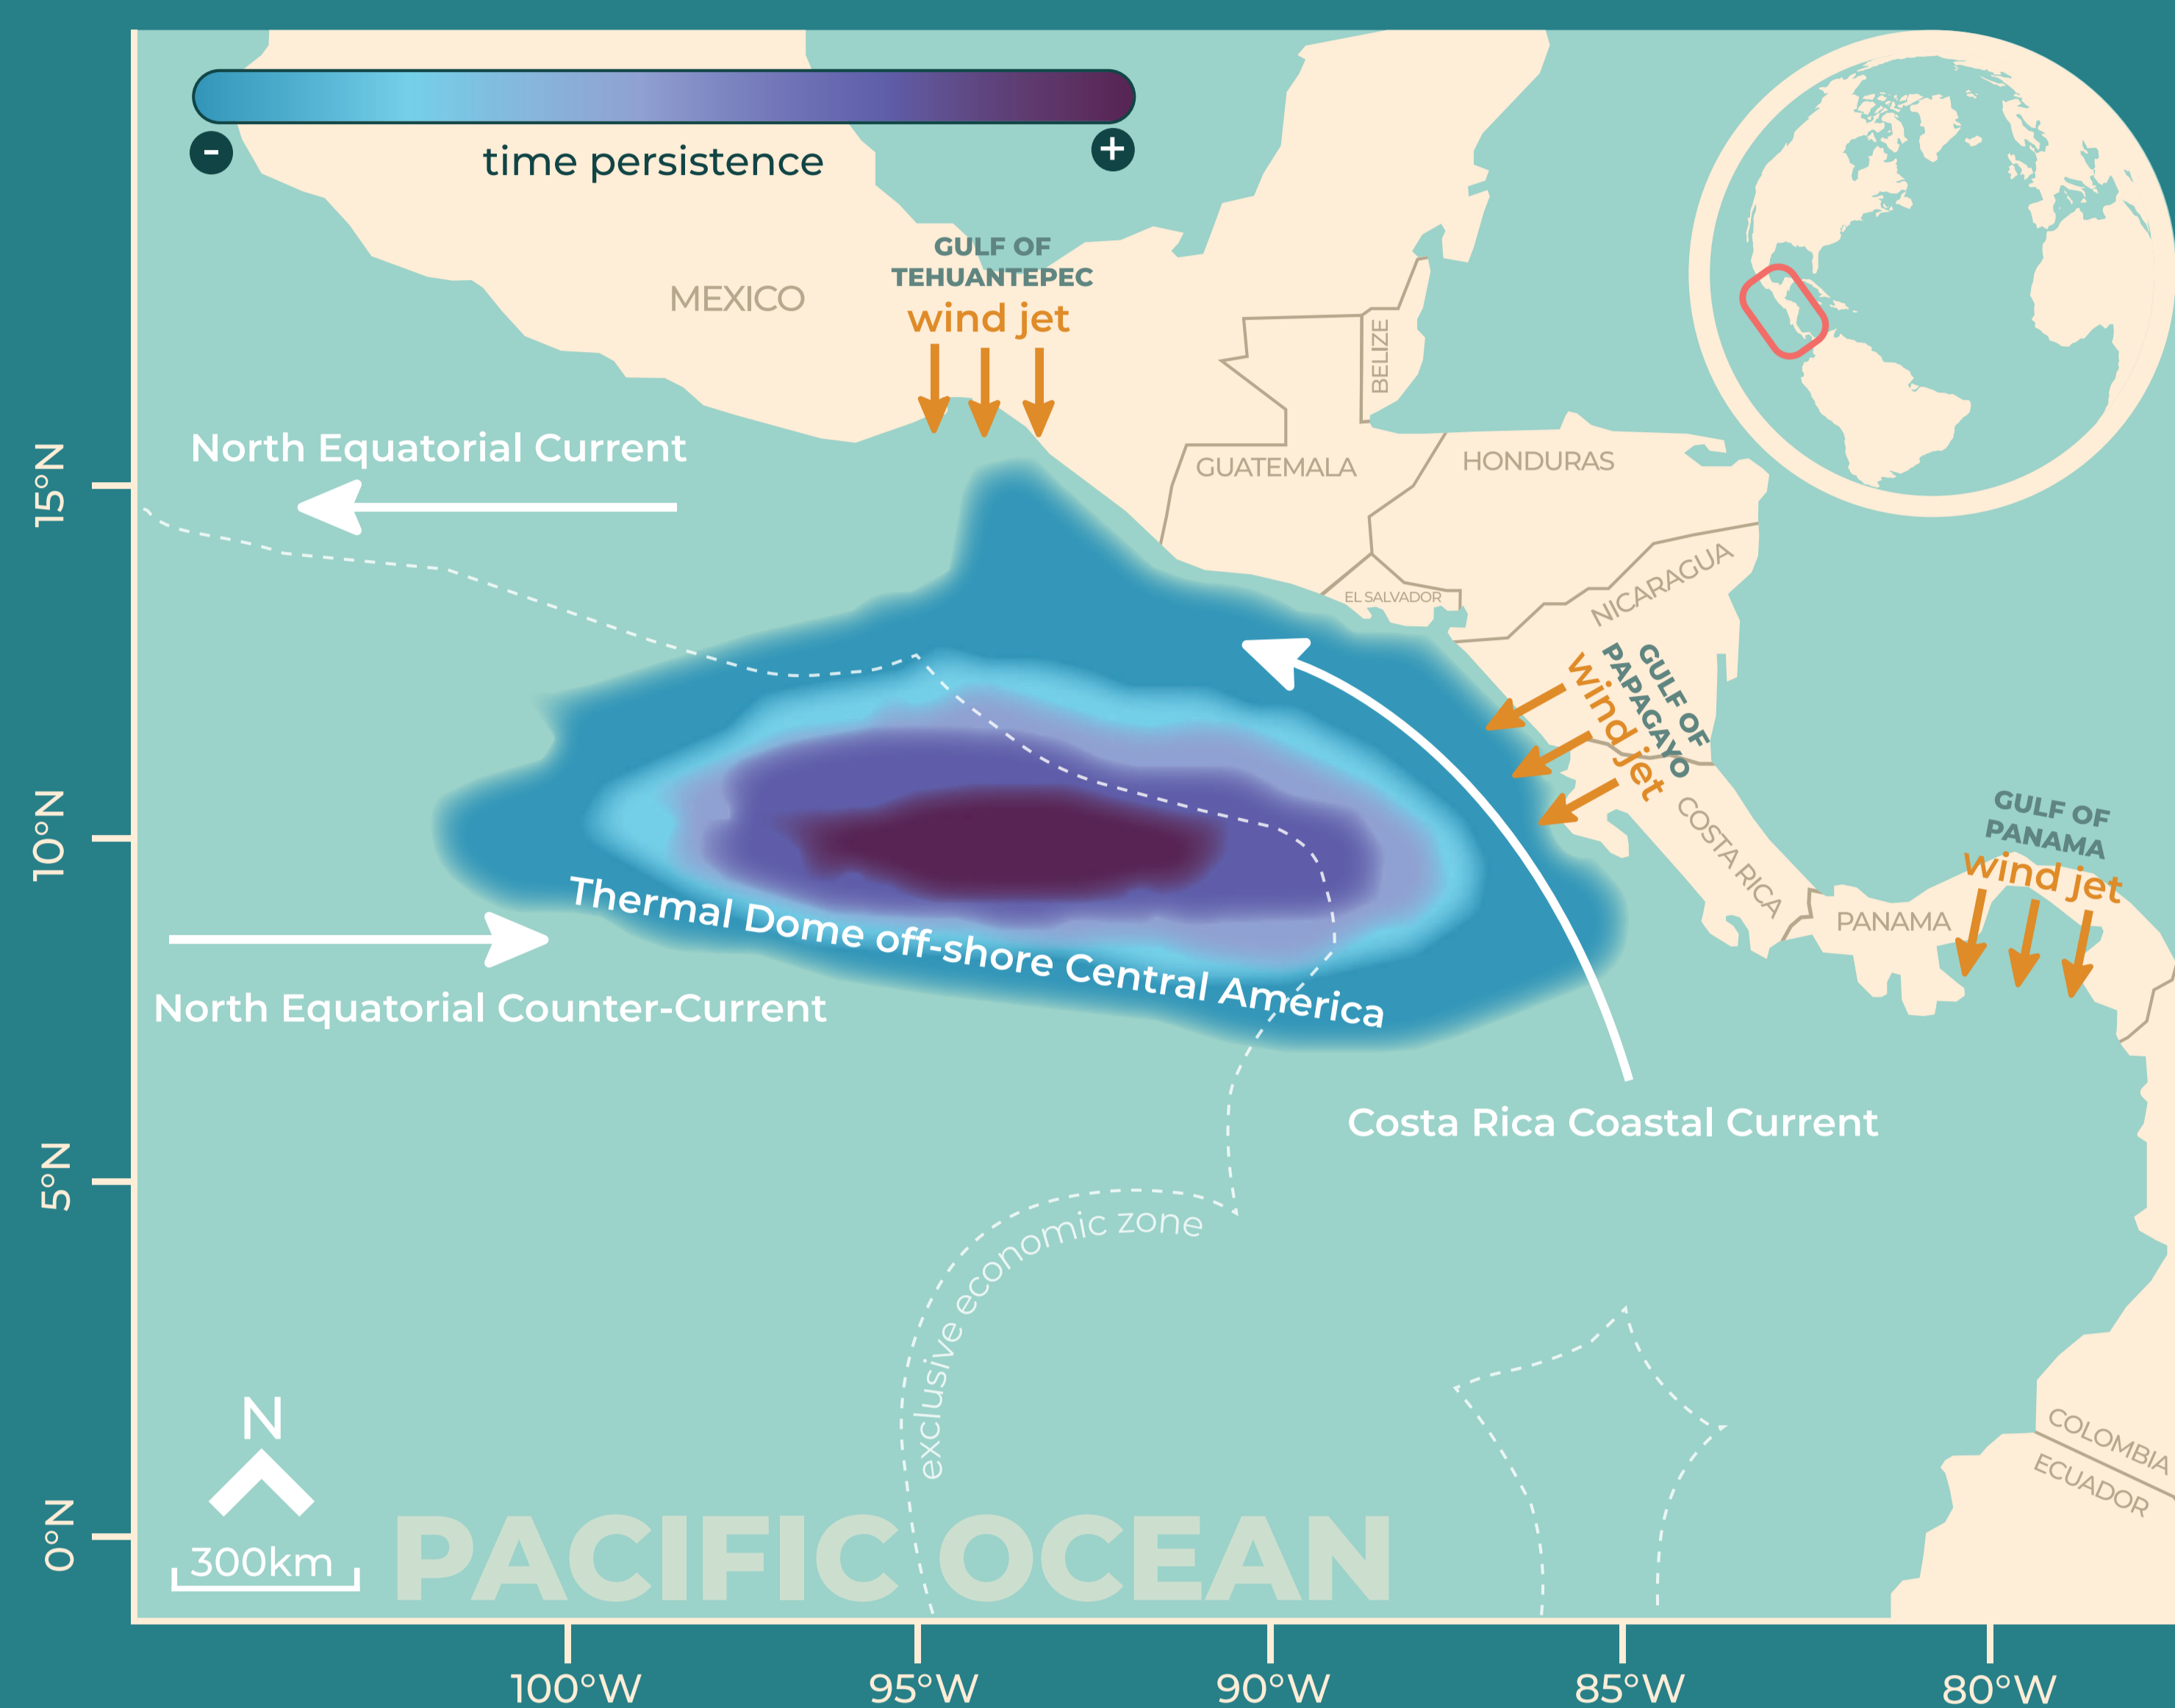 -
time persistence
+
GULF OF
TEHUANTEPEC
wind jet
MEXICO
BELIZE
GUATEMALA
HONDURAS
EL SALVADOR
NICARAGUA
GULF OF
PAPAGAYO
wind jet
COSTA RICA
GULF OF
PANAMA
wind jet
PANAMA
North Equatorial Current
Thermal Dome off-shore Central America
North Equatorial Counter-Current
Costa Rica Coastal Current
exclusive economic zone
COLOMBIA
ECUADOR
N
300km
PACIFIC OCEAN
15°N
10°N
5°N
0°N
100°W
95°W
90°W
85°W
80°W